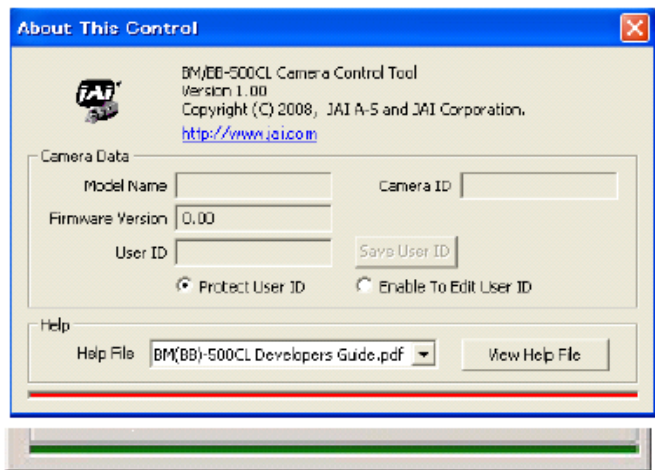 About This Control
JAI
BM/BB-500CL Camera Control Tool
Version 1.00
Copyright (C) 2008, JAI A-S and JAI Corporation.
http://www.jai.com
Camera Data
Model Name
Camera ID
Firmware Version 0.00
User ID
Save User ID
Protect User ID
Enable To Edit User ID
Help
Help File BM(BB)-500CL Developers Guide.pdf View Help File